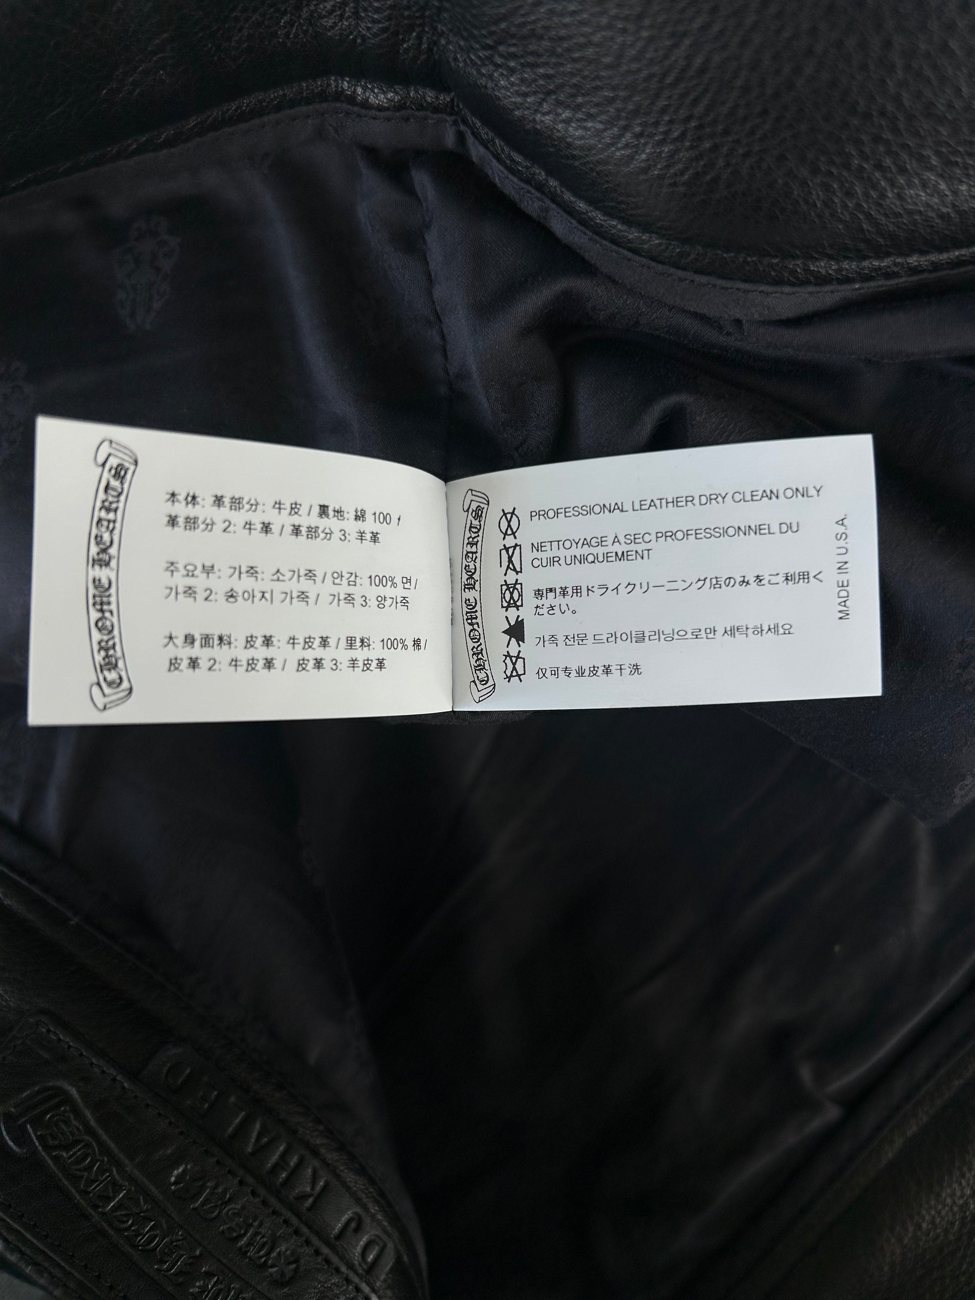 CHROME HEARTS
本体: 革部分: 牛皮 / 裏地: 綿 100
革部分 2: 牛革 / 革部分 3: 羊革
주요부: 가죽: 소가죽 / 안감: 100% 면 /
가죽 2: 송아지 가죽 / 가죽 3: 양가죽
大身面料: 皮革: 牛皮革 / 里料: 100% 棉 /
皮革 2: 牛皮革 / 皮革 3: 羊皮革
CHROME HEARTS
PROFESSIONAL LEATHER DRY CLEAN ONLY
NETTOYAGE À SEC PROFESSIONNEL DU
CUIR UNIQUEMENT
専門革用ドライクリーニング店のみをご利用く
ださい。
가죽 전문 드라이클리닝으로만 세탁하세요
仅可专业皮革干洗
MADE IN U.S.A.
DJ KHALED